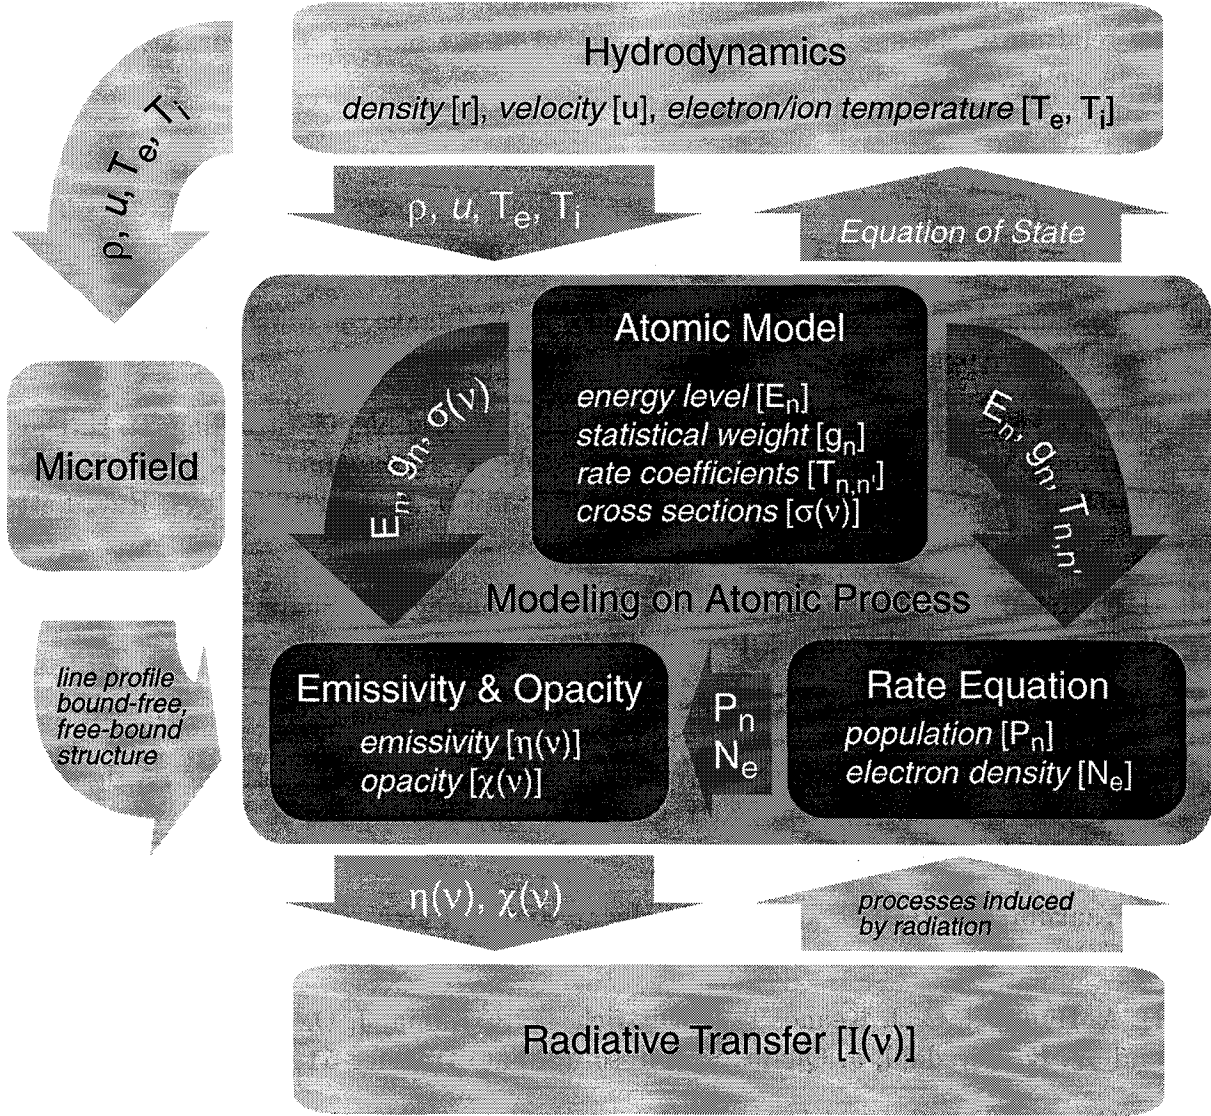 Hydrodynamics
density [r], velocity [u], electron/ion temperature [Te, Ti]
ρ, u, Te, Ti
ρ, u, Te, Ti
Equation of State
Atomic Model
energy level [En]
statistical weight [gn]
rate coefficients [Tn,n']
cross sections [σ(ν)]
En, gn, σ(ν)
En, gn, Tn,n'
Microfield
Modeling on Atomic Process
line profile
bound-free,
free-bound
structure
Emissivity & Opacity
emissivity [η(ν)]
opacity [χ(ν)]
Pn
Ne
Rate Equation
population [Pn]
electron density [Ne]
η(ν), χ(ν)
processes induced
by radiation
Radiative Transfer [I(ν)]